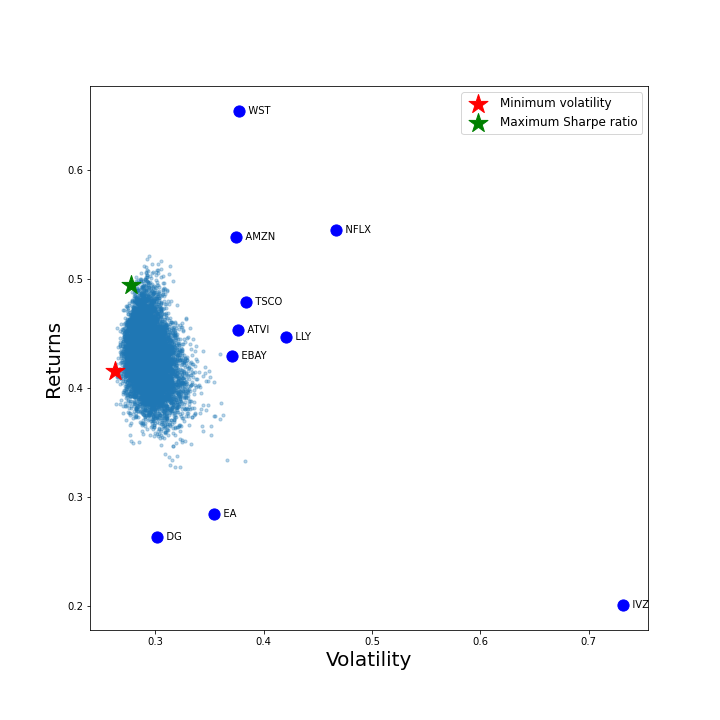 Minimum volatility
Maximum Sharpe ratio
WST
0.6
NFLX
AMZN
0.5
TSCO
ATVI
LLY
EBAY
Returns
0.4
0.3
EA
DG
0.2
IVZ
0.3 0.4 0.5 0.6 0.7
Volatility